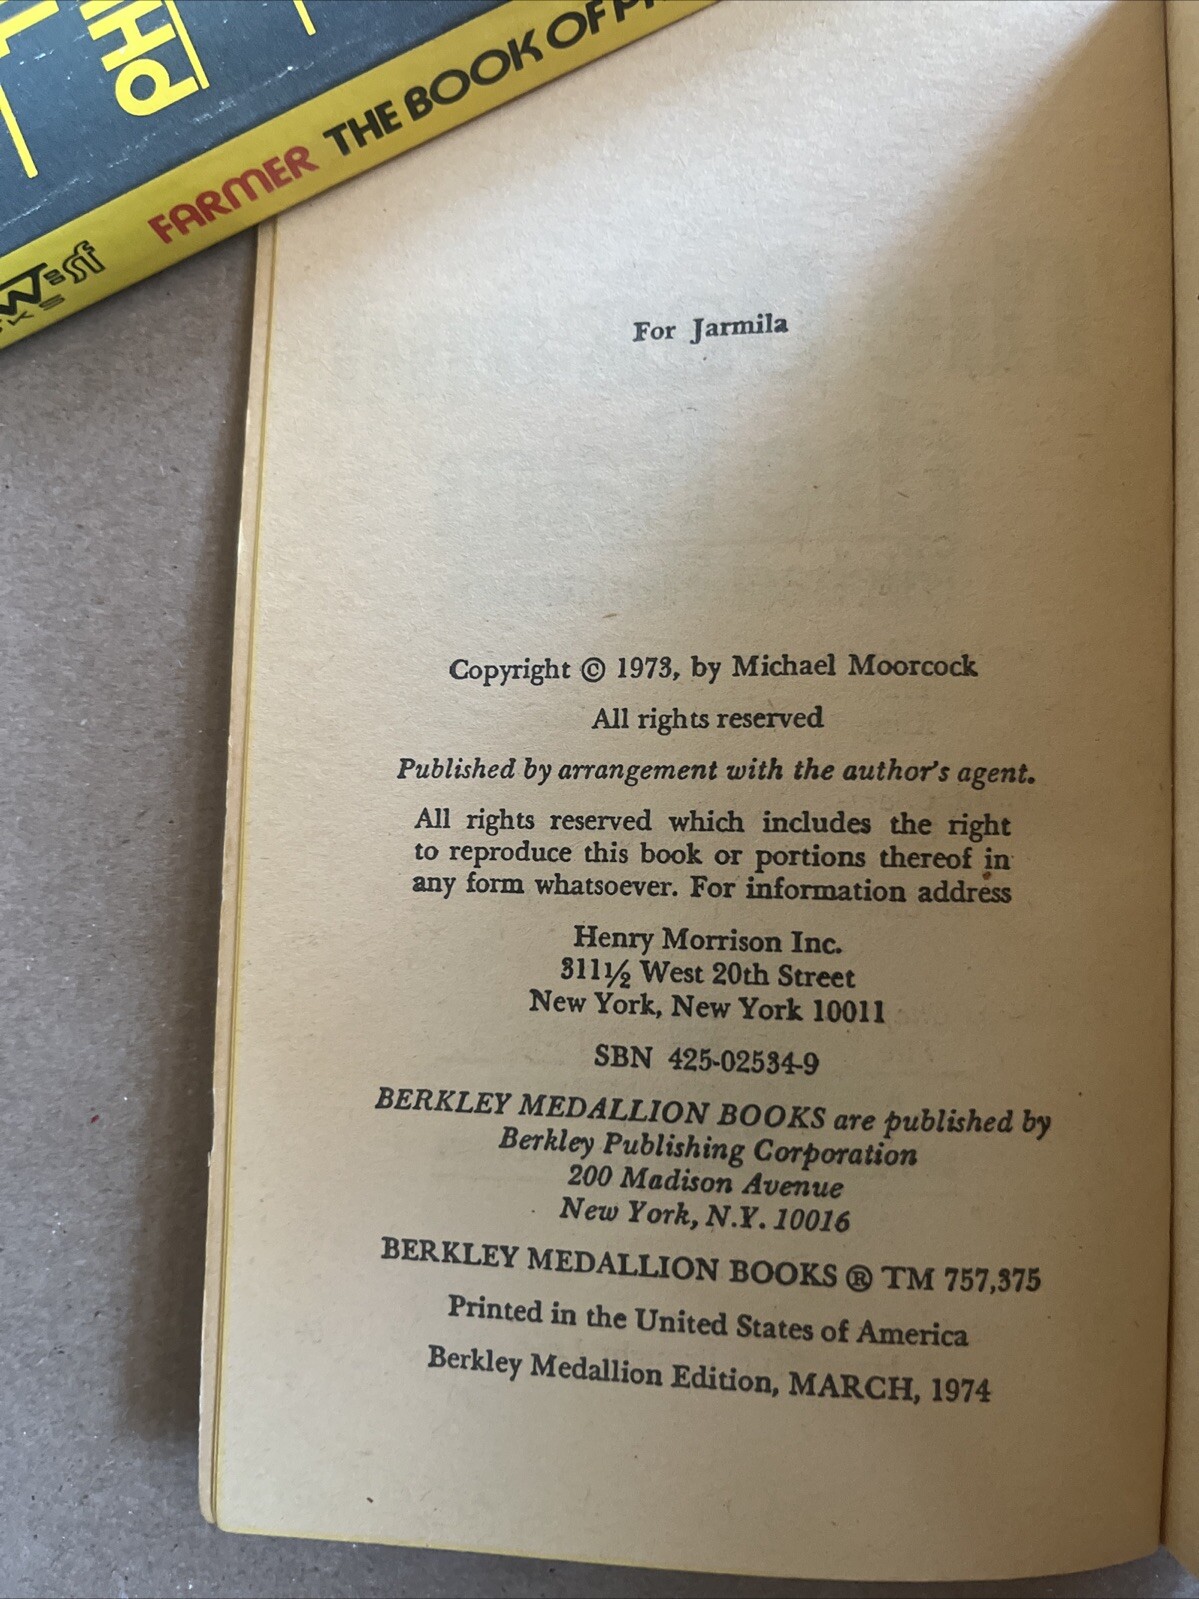 PHI
FARMER THE BOOK OF
For Jarmila
Copyright © 1973, by Michael Moorcock
All rights reserved
Published by arrangement with the author's agent.
All rights reserved which includes the right
to reproduce this book or portions thereof in
any form whatsoever. For information address
Henry Morrison Inc.
311½ West 20th Street
New York, New York 10011
SBN 425-02534-9
BERKLEY MEDALLION BOOKS are published by
Berkley Publishing Corporation
200 Madison Avenue
New York, N.Y. 10016
BERKLEY MEDALLION BOOKS ® TM 757,375
Printed in the United States of America
Berkley Medallion Edition, MARCH, 1974